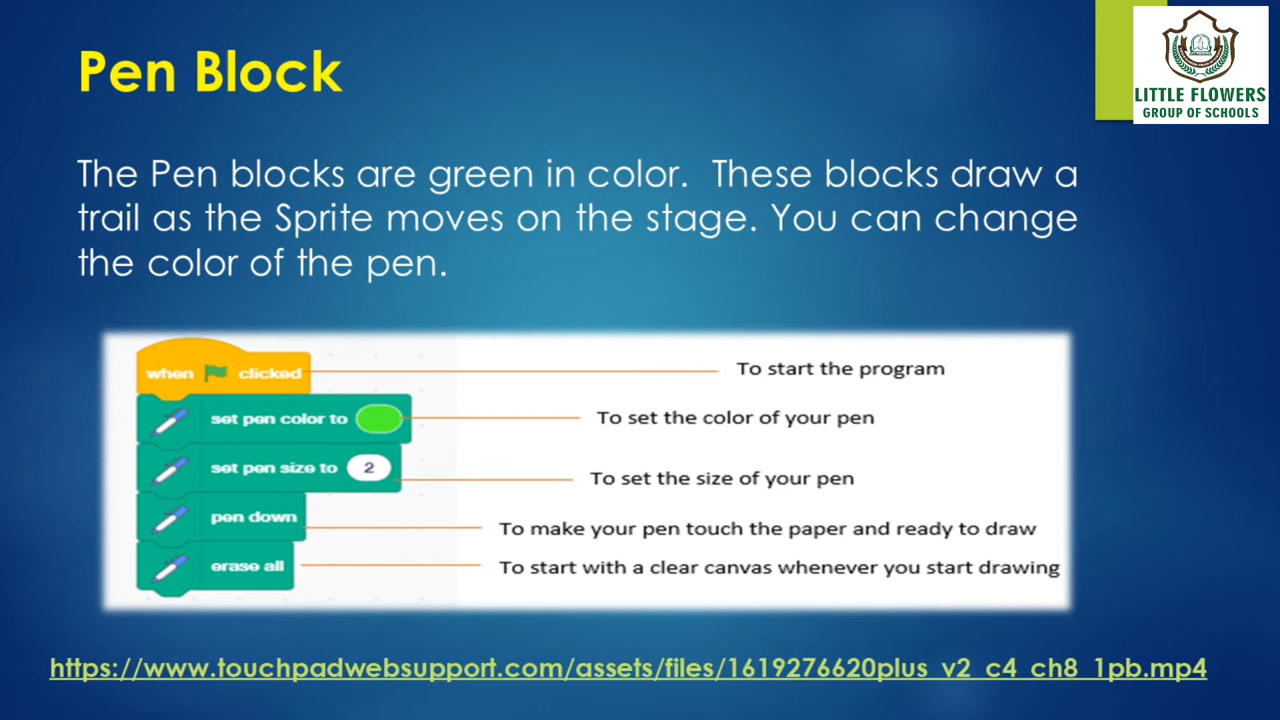 Pen Block
LITTLE FLOWERS
GROUP OF SCHOOLS
The Pen blocks are green in color. These blocks draw a
trail as the Sprite moves on the stage. You can change
the color of the pen.
when clicked
To start the program
set pen color to
To set the color of your pen
set pen size to 2
To set the size of your pen
pen down
To make your pen touch the paper and ready to draw
erase all
To start with a clear canvas whenever you start drawing
https://www.touchpadwebsupport.com/assets/files/1619276620plus_v2_c4_ch8_1pb.mp4